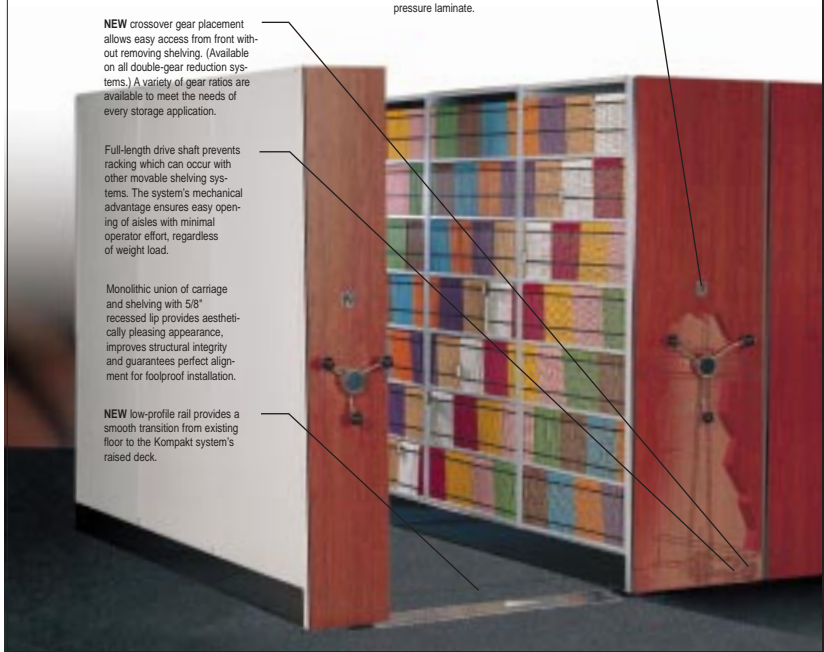 pressure laminate.
NEW crossover gear placement
allows easy access from front with-
out removing shelving. (Available
on all double-gear reduction sys-
tems.) A variety of gear ratios are
available to meet the needs of
every storage application.
Full-length drive shaft prevents
racking which can occur with
other movable shelving sys-
tems. The system's mechanical
advantage ensures easy open-
ing of aisles with minimal
operator effort, regardless
of weight load.
Monolithic union of carriage
and shelving with 5/8"
recessed lip provides aestheti-
cally pleasing appearance,
improves structural integrity
and guarantees perfect align-
ment for foolproof installation.
NEW low-profile rail provides a
smooth transition from existing
floor to the Kompakt system's
raised deck.